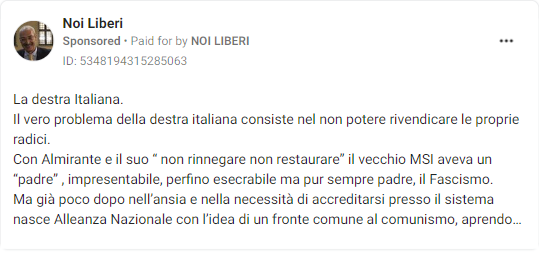 Noi Liberi
Sponsored • Paid for by NOI LIBERI
ID: 5348194315285063
La destra Italiana.
Il vero problema della destra italiana consiste nel non potere rivendicare le proprie
radici.
Con Almirante e il suo “ non rinnegare non restaurare” il vecchio MSI aveva un
“padre” , impresentabile, perfino esecrabile ma pur sempre padre, il Fascismo.
Ma già poco dopo nell’ansia e nella necessità di accreditarsi presso il sistema
nasce Alleanza Nazionale con l’idea di un fronte comune al comunismo, aprendo…